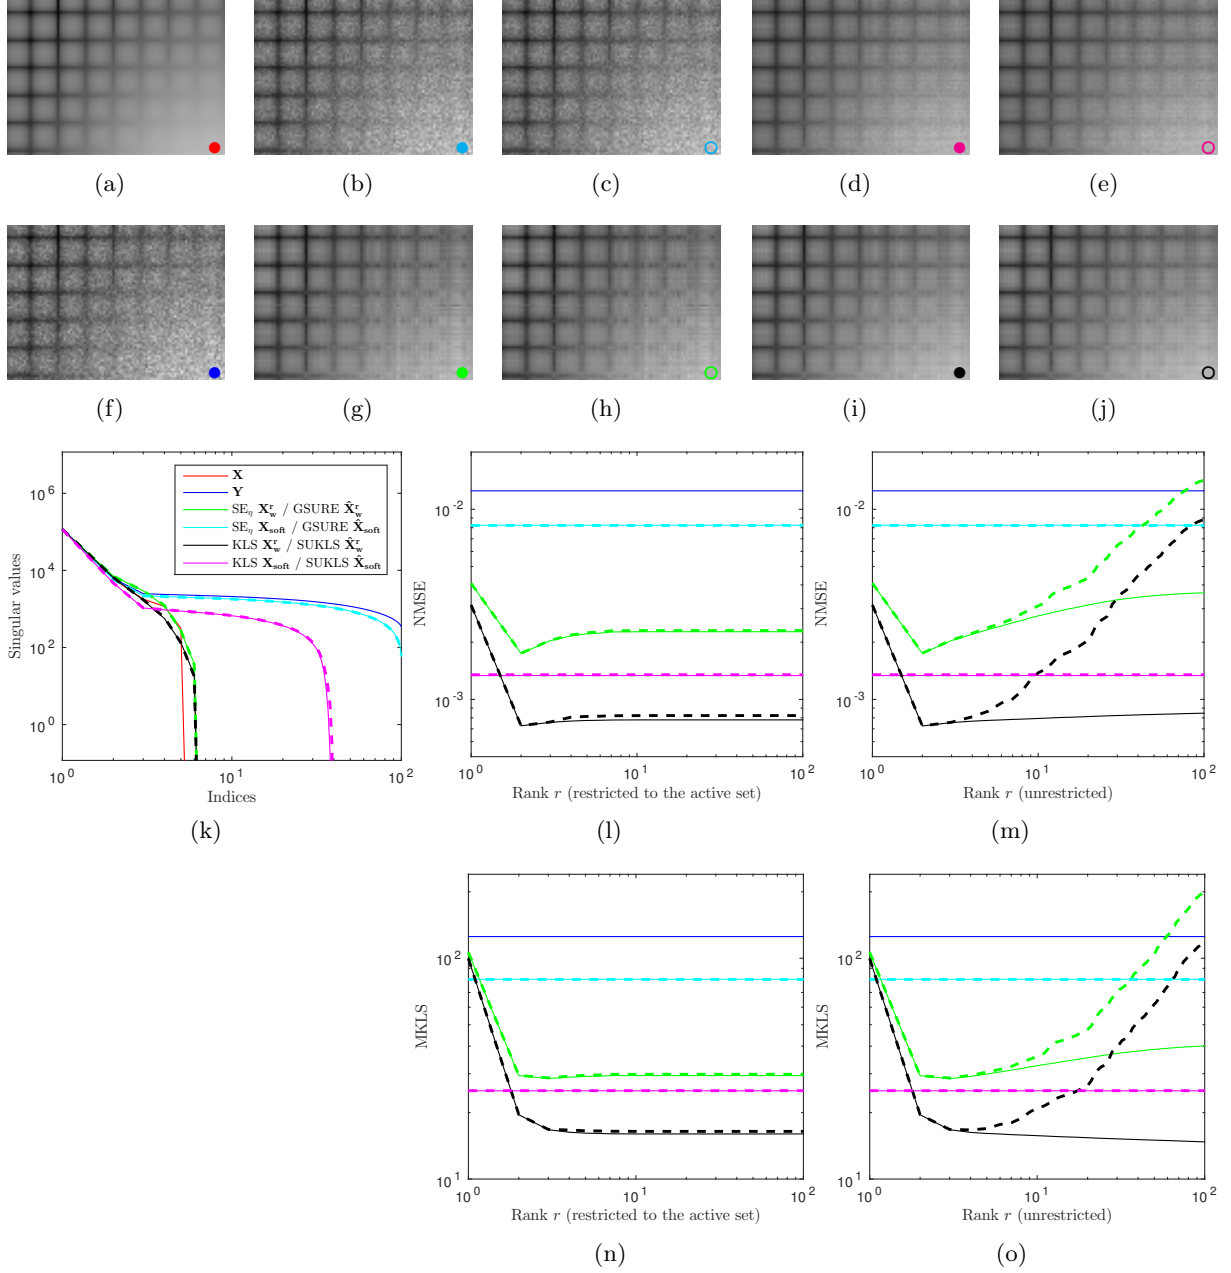 (a) (b) (c) (d) (e)
(f) (g) (h) (i) (j)
10^6
10^4
10^2
10^0
Singular values
X
Y
SE_η X_w^r / GSURE X̂_w^r
SE_η X_soft / GSURE X̂_soft
KLS X_w^r / SUKLS X̂_w^r
KLS X_soft / SUKLS X̂_soft
10^0 10^1 10^2
Indices
(k)
10^-2
10^-3
NMSE
10^0 10^1 10^2
Rank r (restricted to the active set)
(l)
10^-2
10^-3
NMSE
10^0 10^1 10^2
Rank r (unrestricted)
(m)
10^2
10^1
MKLS
10^0 10^1 10^2
Rank r (restricted to the active set)
(n)
10^2
10^1
MKLS
10^0 10^1 10^2
Rank r (unrestricted)
(o)